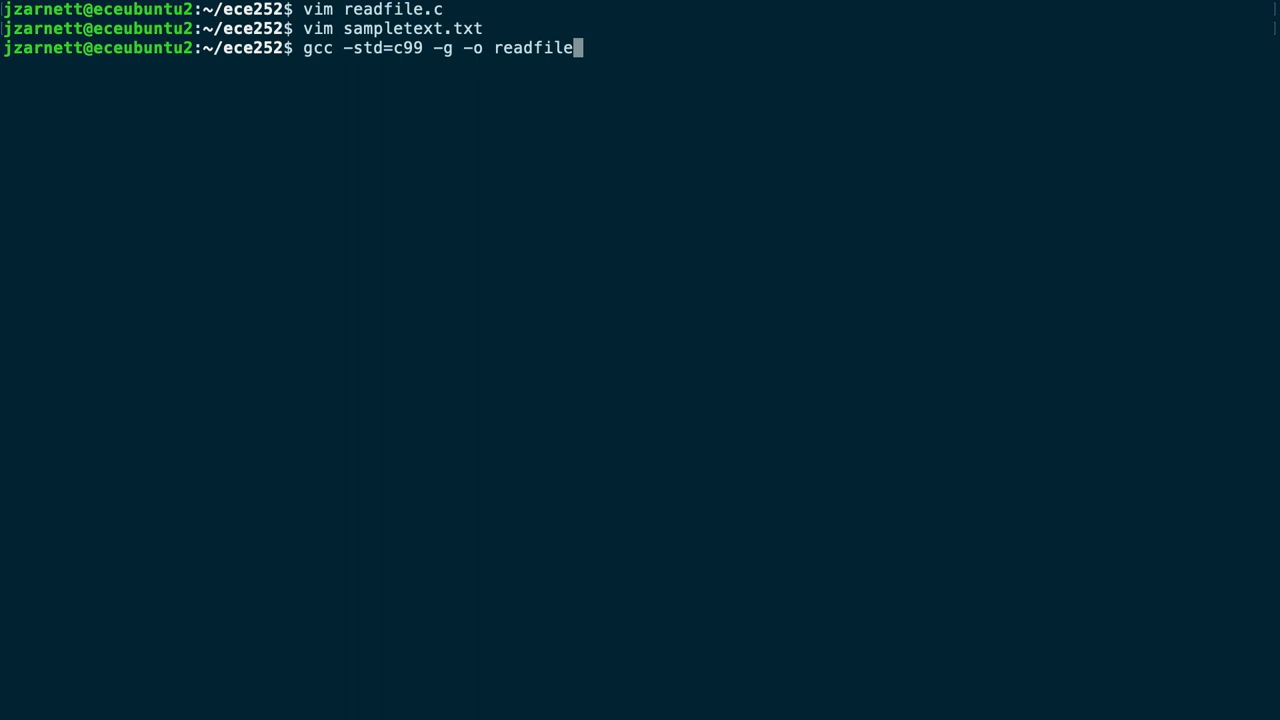 jzarnett@eceubuntu2:~/ece252$ vim readfile.c
jzarnett@eceubuntu2:~/ece252$ vim sampletext.txt
jzarnett@eceubuntu2:~/ece252$ gcc -std=c99 -g -o readfile